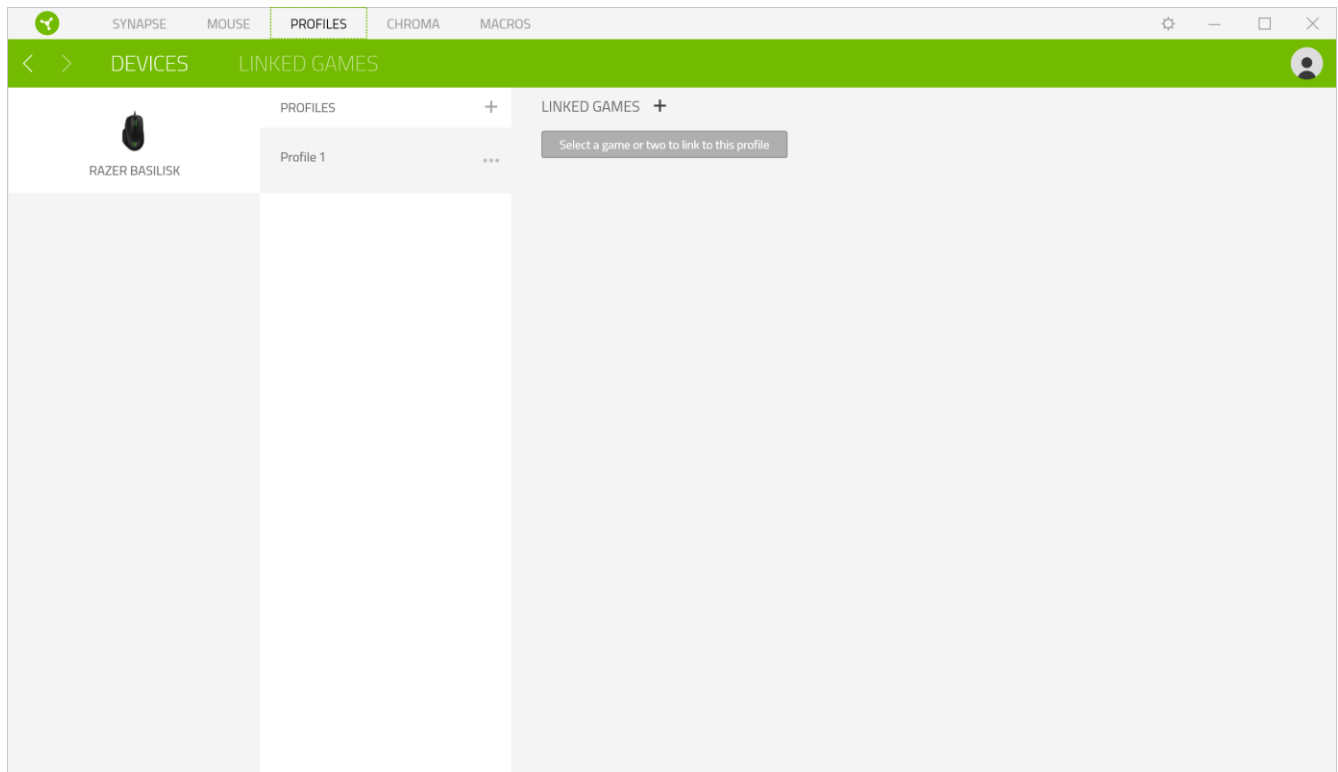 SYNAPSE MOUSE PROFILES CHROMA MACROS
DEVICES LINKED GAMES
PROFILES + LINKED GAMES +
Select a game or two to link to this profile
Profile 1
RAZER BASILISK